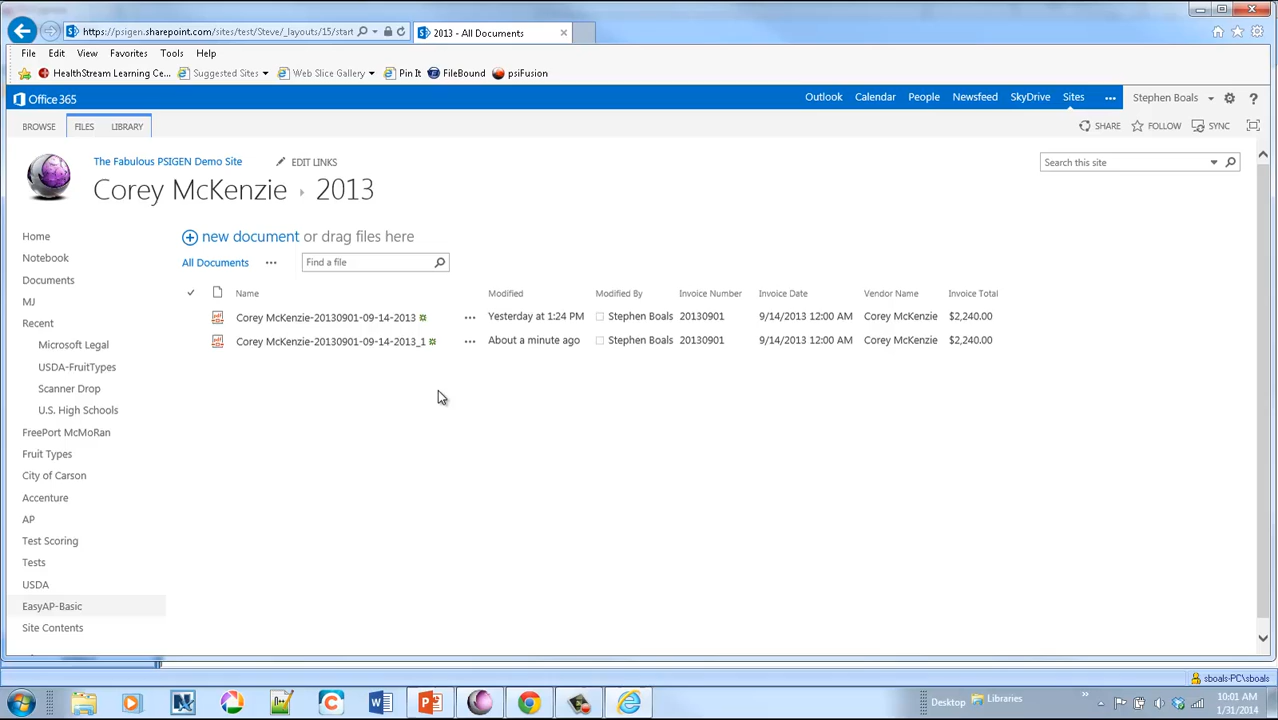 https://psigen.sharepoint.com/sites/test/Steve/_layouts/15/start
2013 - All Documents
File Edit View Favorites Tools Help
HealthStream Learning Ce... Suggested Sites Web Slice Gallery Pin It FileBound psiFusion
Office 365 Outlook Calendar People Newsfeed SkyDrive Sites ... Stephen Boals ?
BROWSE FILES LIBRARY SHARE FOLLOW SYNC
The Fabulous PSIGEN Demo Site EDIT LINKS Search this site
Corey McKenzie 2013
Home
Notebook
Documents
MJ
Recent
Microsoft Legal
USDA-FruitTypes
Scanner Drop
U.S. High Schools
FreePort McMoRan
Fruit Types
City of Carson
Accenture
AP
Test Scoring
Tests
USDA
EasyAP-Basic
Site Contents
new document or drag files here
All Documents ... Find a file
Name Modified Modified By Invoice Number Invoice Date Vendor Name Invoice Total
Corey McKenzie-20130901-09-14-2013 ... Yesterday at 1:24 PM Stephen Boals 20130901 9/14/2013 12:00 AM Corey McKenzie $2,240.00
Corey McKenzie-20130901-09-14-2013_1 ... About a minute ago Stephen Boals 20130901 9/14/2013 12:00 AM Corey McKenzie $2,240.00
sboals-PC\sboals
Desktop Libraries
10:01 AM
1/31/2014